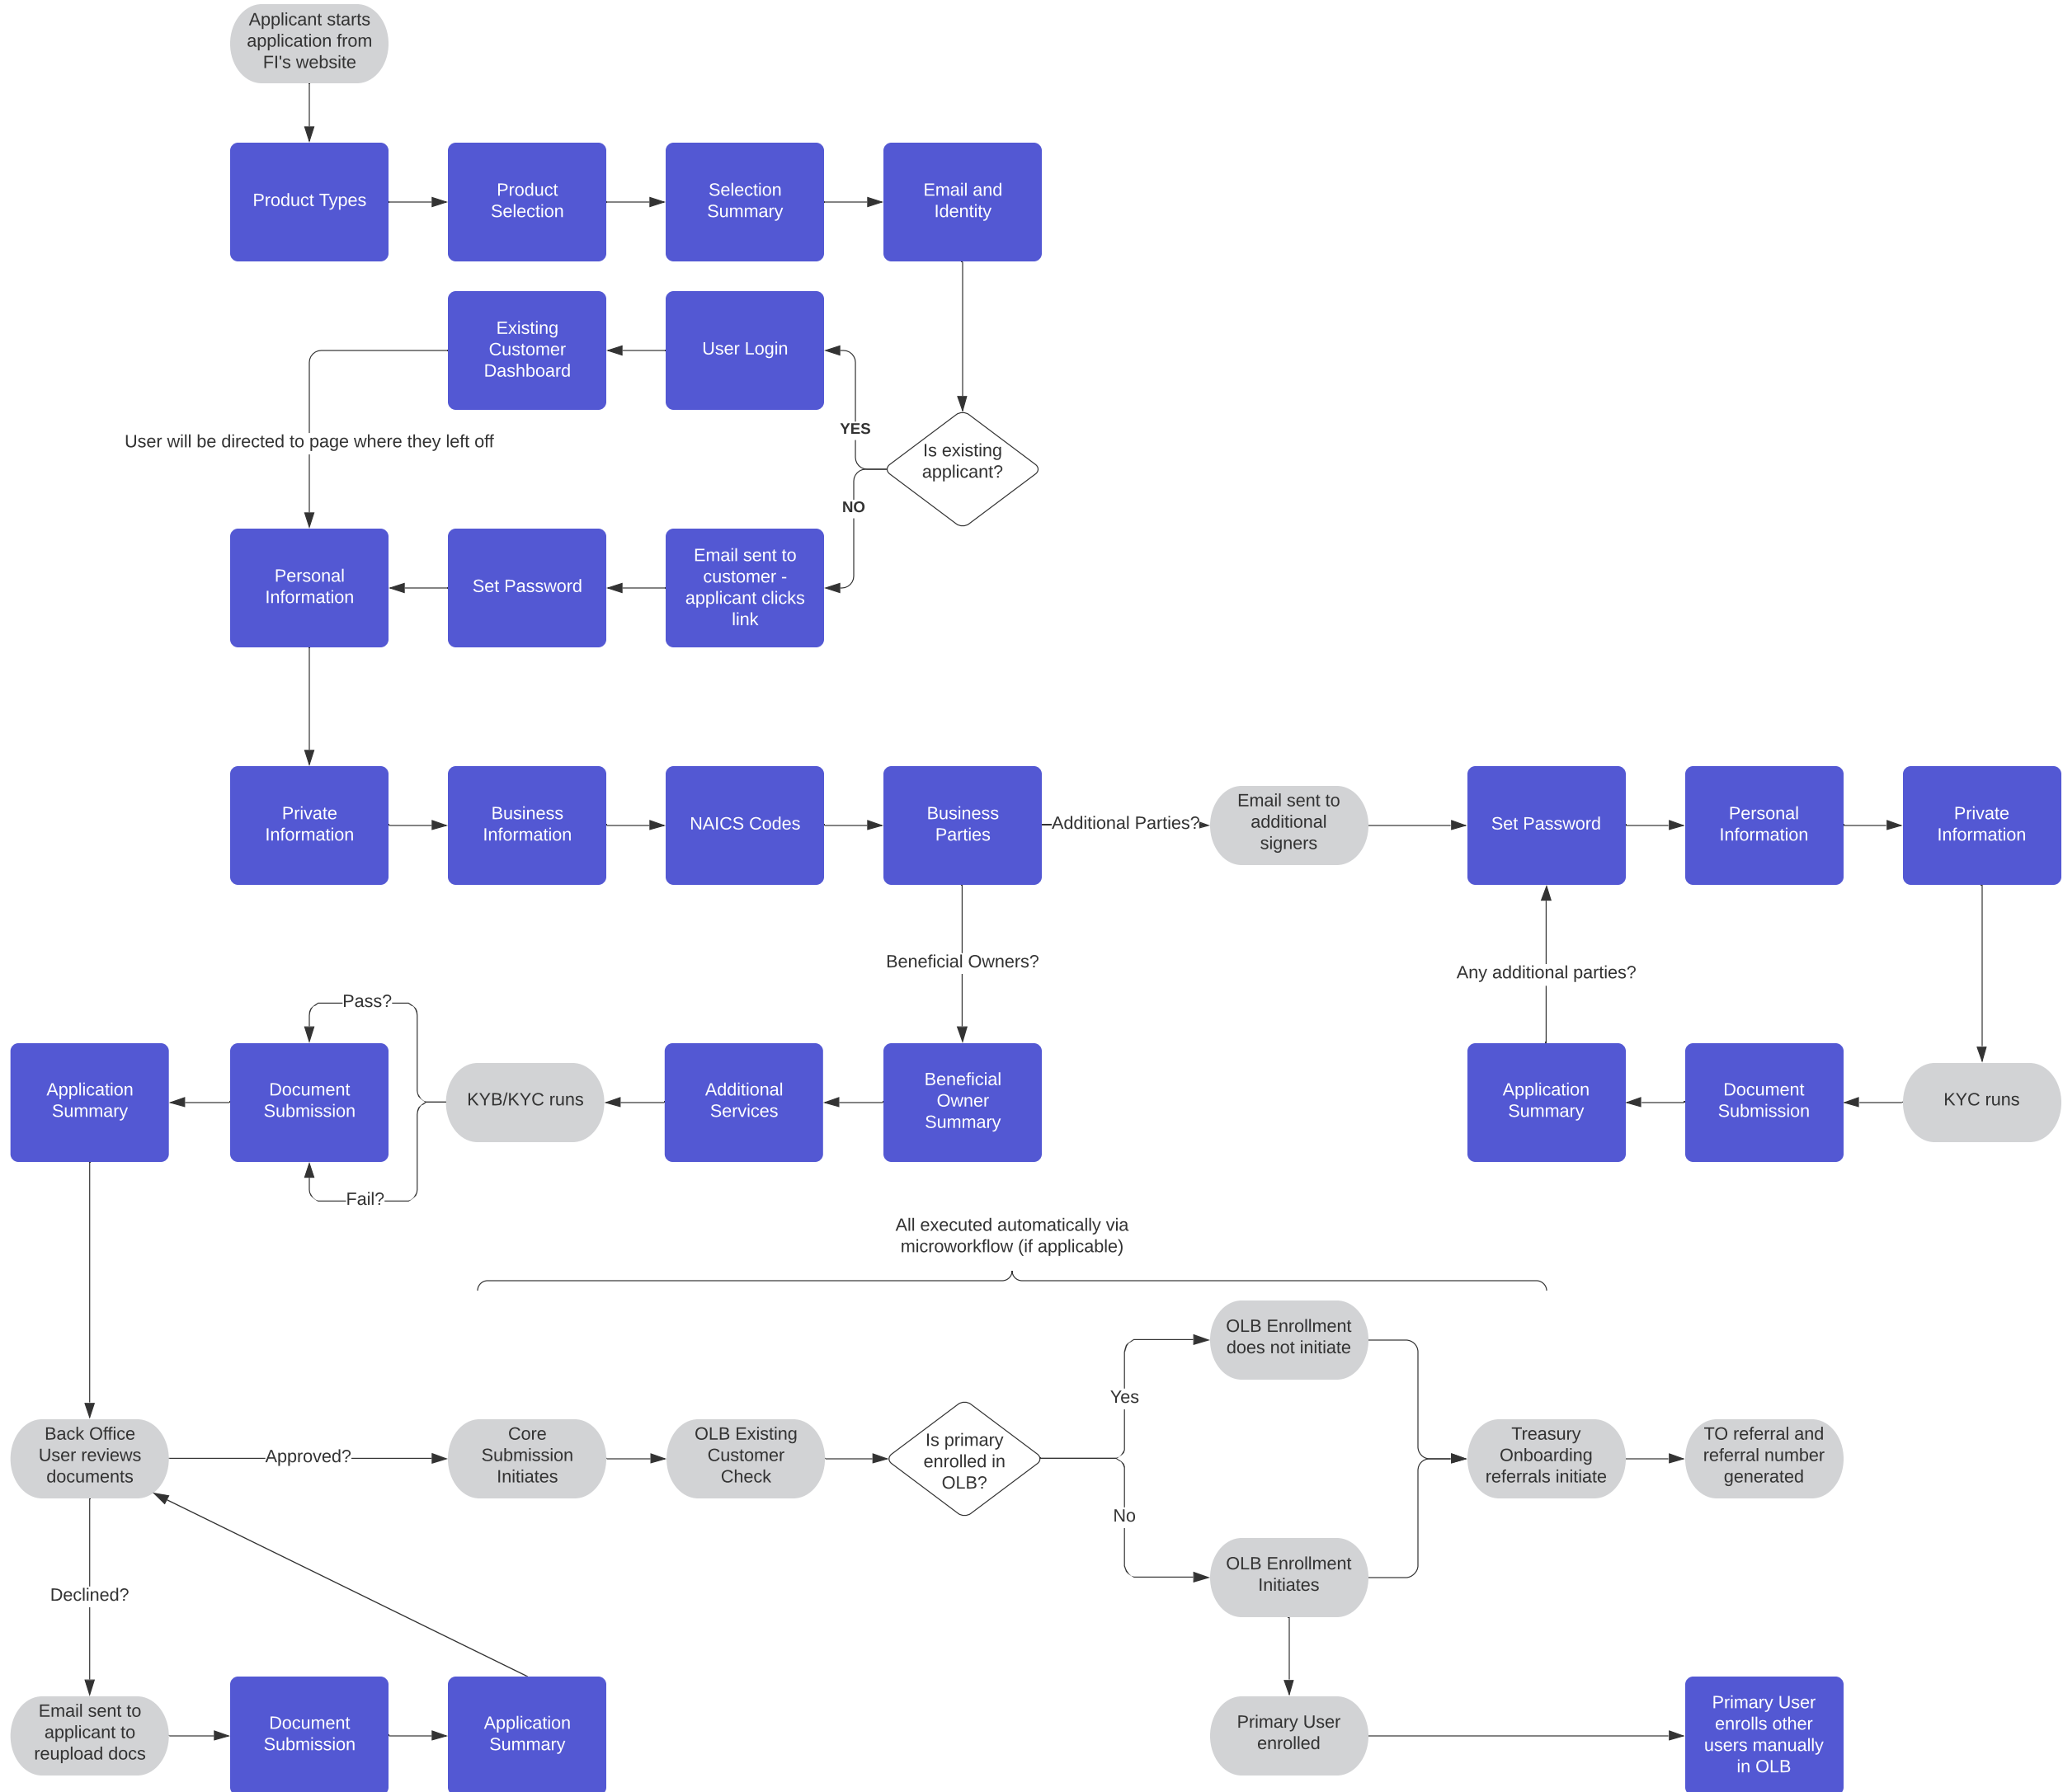 Applicant starts
application from
FI's website
Product Types
Product
Selection
Selection
Summary
Email and
Identity
Existing
Customer
Dashboard
User Login
YES
Is existing
applicant?
User will be directed to page where they left off
NO
Personal
Information
Set Password
Email sent to
customer -
applicant clicks
link
Private
Information
Business
Information
NAICS Codes
Business
Parties
Additional Parties?
Email sent to
additional
signers
Set Password
Personal
Information
Private
Information
Beneficial Owners?
Any additional parties?
Pass?
Application
Summary
Document
Submission
KYB/KYC runs
Additional
Services
Beneficial
Owner
Summary
Application
Summary
Document
Submission
KYC runs
Fail?
All executed automatically via
microworkflow (if applicable)
OLB Enrollment
does not initiate
Yes
Back Office
User reviews
documents
Approved?
Core
Submission
Initiates
OLB Existing
Customer
Check
Is primary
enrolled in
OLB?
Treasury
Onboarding
referrals initiate
TO referral and
referral number
generated
No
OLB Enrollment
Initiates
Declined?
Email sent to
applicant to
reupload docs
Document
Submission
Application
Summary
Primary User
enrolled
Primary User
enrolls other
users manually
in OLB